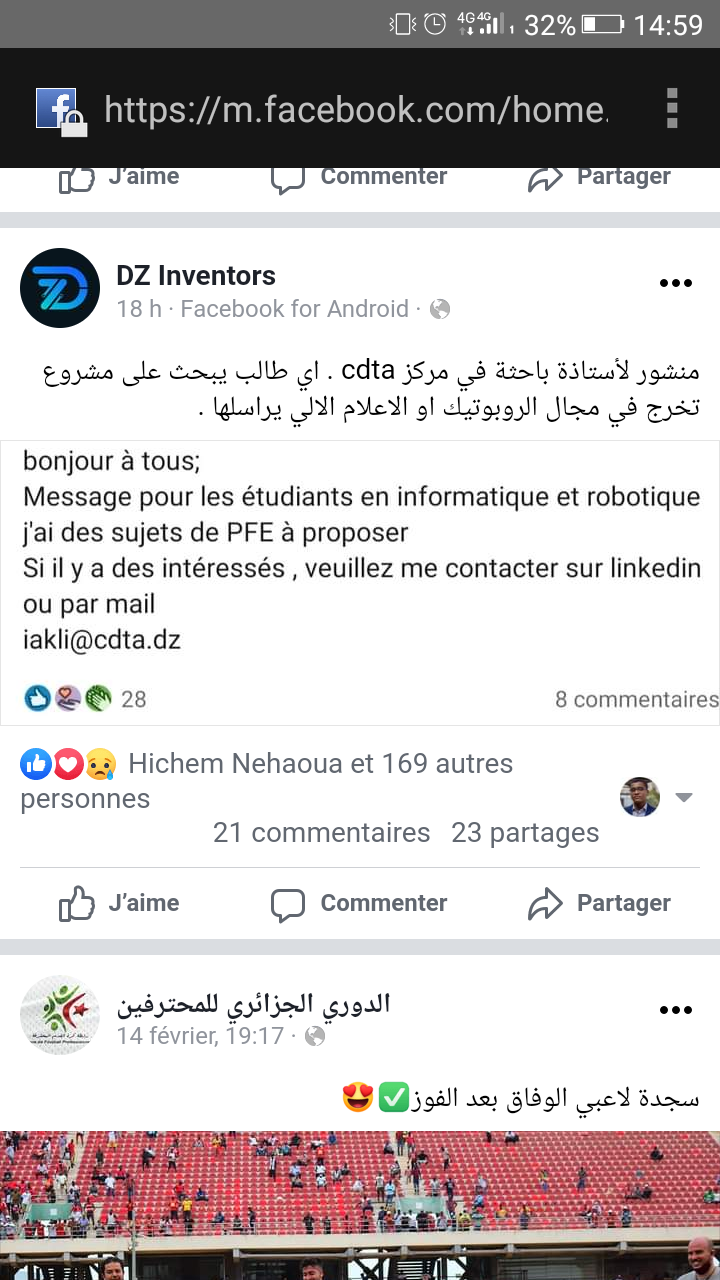 32% 14:59
https://m.facebook.com/home.
J'aime Commenter Partager
DZ Inventors
18 h · Facebook for Android ·
منشور لأستاذة باحثة في مركز cdta . اي طالب يبحث على مشروع
تخرج في مجال الروبوتيك او الاعلام الالي يراسلها .
bonjour à tous;
Message pour les étudiants en informatique et robotique
j'ai des sujets de PFE à proposer
Si il y a des intéressés , veuillez me contacter sur linkedin
ou par mail
iakli@cdta.dz
28 8 commentaires
Hichem Nehaoua et 169 autres
personnes
21 commentaires 23 partages
J'aime Commenter Partager
الدوري الجزائري للمحترفين
14 février, 19:17 ·
سجدة لاعبي الوفاق بعد الفوز✅😍